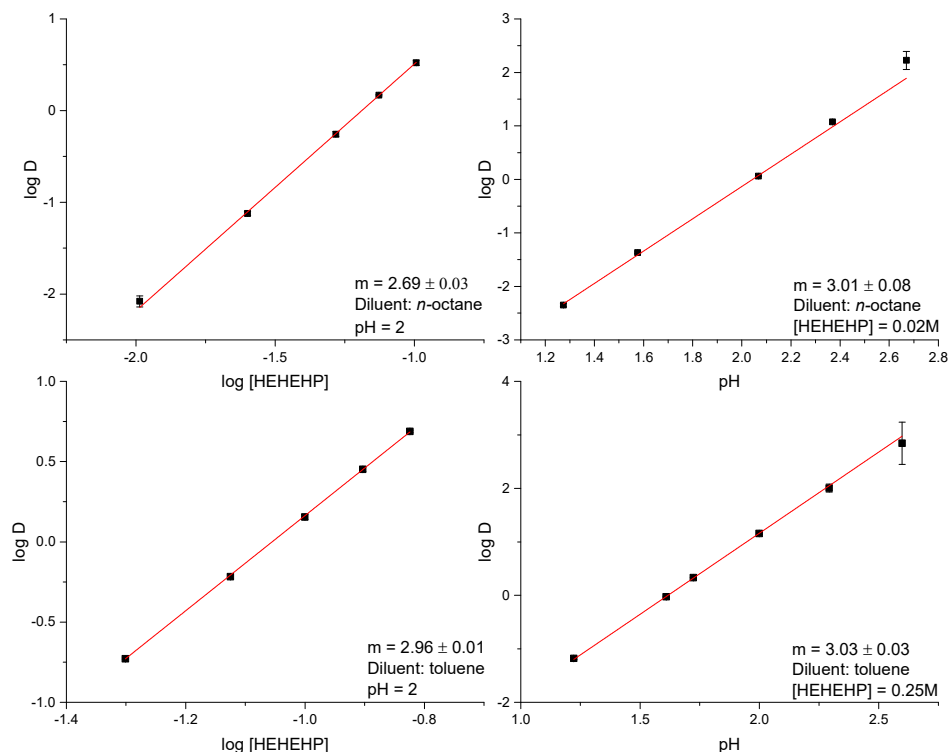 1
0
-1
-2
log D
-2.0
-1.5
-1.0
log [HEHEHP]
m = 2.69 ± 0.03
Diluent: n-octane
pH = 2
3
2
1
0
-1
-2
-3
log D
1.2
1.4
1.6
1.8
2.0
2.2
2.4
2.6
2.8
pH
m = 3.01 ± 0.08
Diluent: n-octane
[HEHEHP] = 0.02M
1.0
0.5
0.0
-0.5
-1.0
log D
-1.4
-1.2
-1.0
-0.8
log [HEHEHP]
m = 2.96 ± 0.01
Diluent: toluene
pH = 2
4
2
0
-2
log D
1.0
1.5
2.0
2.5
pH
m = 3.03 ± 0.03
Diluent: toluene
[HEHEHP] = 0.25M